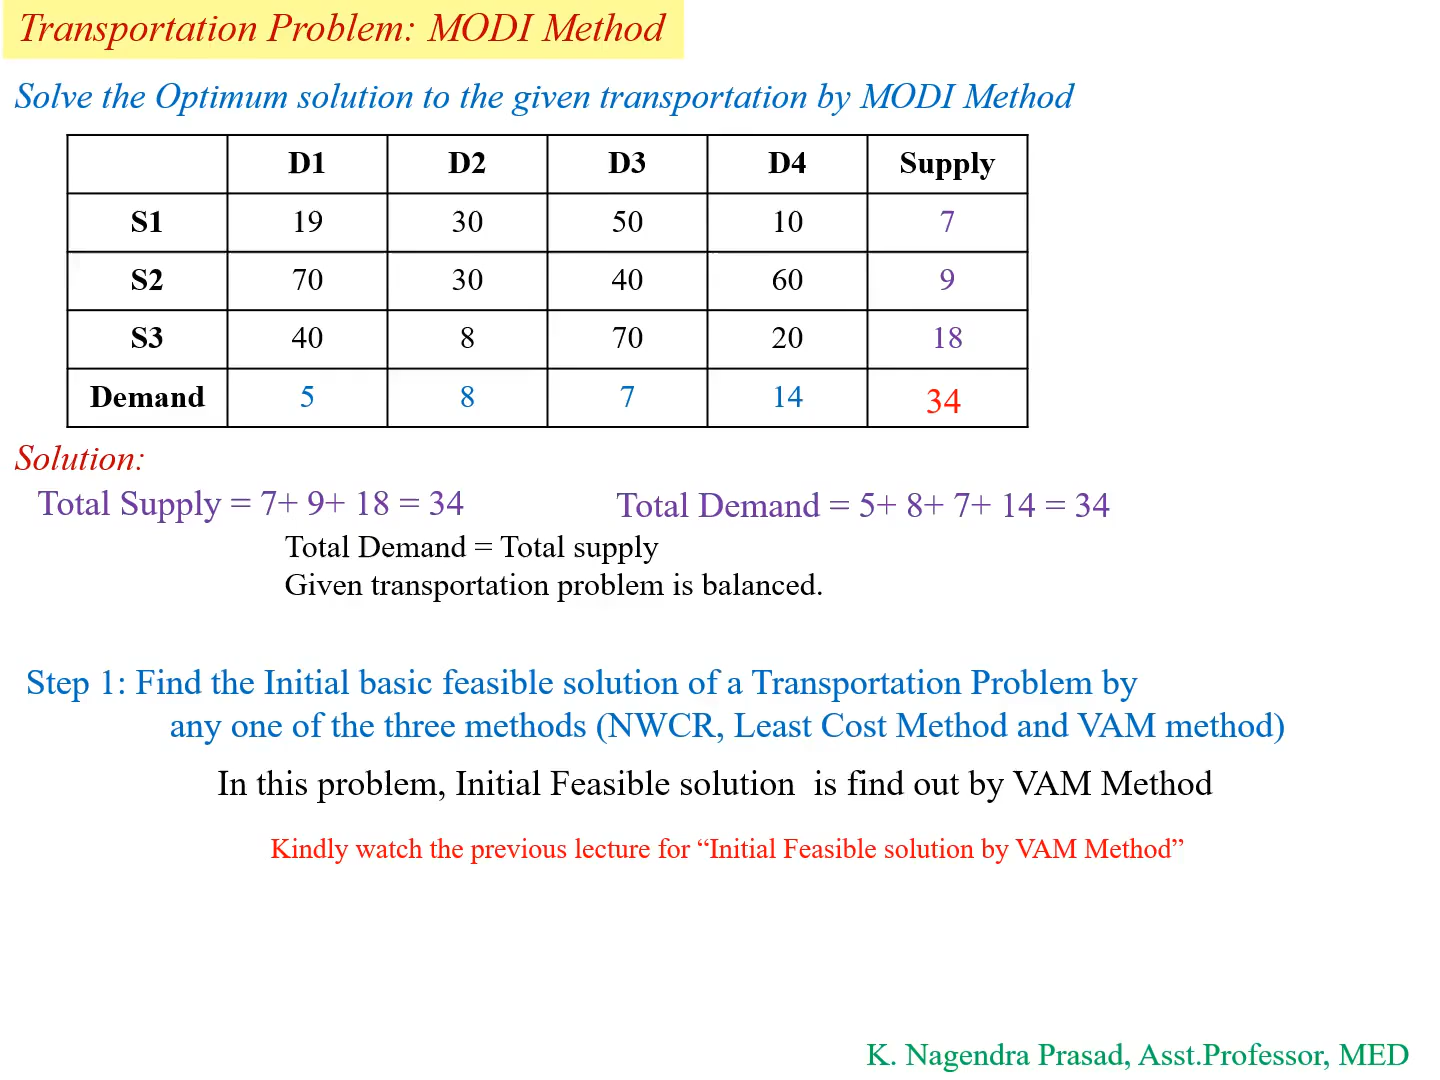 Transportation Problem: MODI Method
Solve the Optimum solution to the given transportation by MODI Method
D1 D2 D3 D4 Supply
S1 19 30 50 10 7
S2 70 30 40 60 9
S3 40 8 70 20 18
Demand 5 8 7 14 34
Solution:
Total Supply = 7+ 9+ 18 = 34 Total Demand = 5+ 8+ 7+ 14 = 34
Total Demand = Total supply
Given transportation problem is balanced.
Step 1: Find the Initial basic feasible solution of a Transportation Problem by
any one of the three methods (NWCR, Least Cost Method and VAM method)
In this problem, Initial Feasible solution is find out by VAM Method
Kindly watch the previous lecture for “Initial Feasible solution by VAM Method”
K. Nagendra Prasad, Asst.Professor, MED